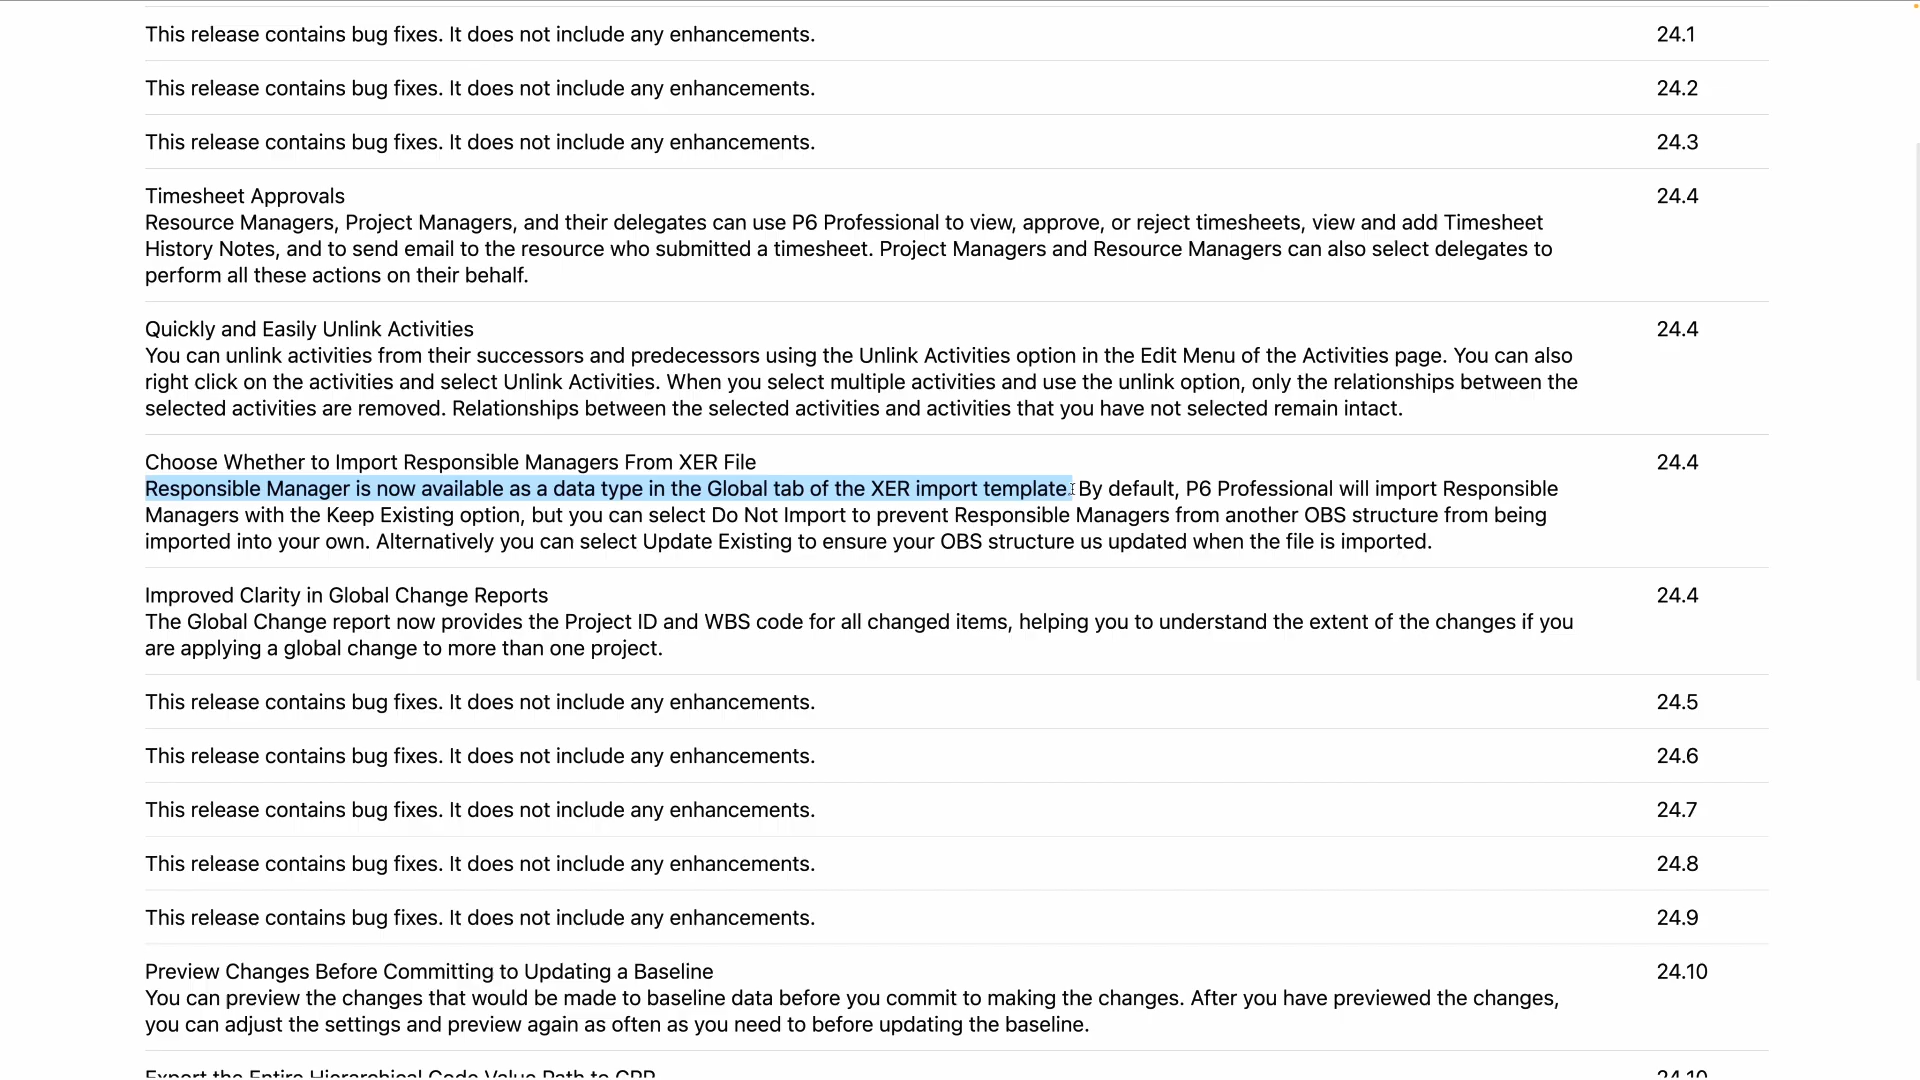 This release contains bug fixes. It does not include any enhancements. 24.1
This release contains bug fixes. It does not include any enhancements. 24.2
This release contains bug fixes. It does not include any enhancements. 24.3
Timesheet Approvals 24.4
Resource Managers, Project Managers, and their delegates can use P6 Professional to view, approve, or reject timesheets, view and add Timesheet
History Notes, and to send email to the resource who submitted a timesheet. Project Managers and Resource Managers can also select delegates to
perform all these actions on their behalf.
Quickly and Easily Unlink Activities 24.4
You can unlink activities from their successors and predecessors using the Unlink Activities option in the Edit Menu of the Activities page. You can also
right click on the activities and select Unlink Activities. When you select multiple activities and use the unlink option, only the relationships between the
selected activities are removed. Relationships between the selected activities and activities that you have not selected remain intact.
Choose Whether to Import Responsible Managers From XER File 24.4
Responsible Manager is now available as a data type in the Global tab of the XER import template. By default, P6 Professional will import Responsible
Managers with the Keep Existing option, but you can select Do Not Import to prevent Responsible Managers from another OBS structure from being
imported into your own. Alternatively you can select Update Existing to ensure your OBS structure us updated when the file is imported.
Improved Clarity in Global Change Reports 24.4
The Global Change report now provides the Project ID and WBS code for all changed items, helping you to understand the extent of the changes if you
are applying a global change to more than one project.
This release contains bug fixes. It does not include any enhancements. 24.5
This release contains bug fixes. It does not include any enhancements. 24.6
This release contains bug fixes. It does not include any enhancements. 24.7
This release contains bug fixes. It does not include any enhancements. 24.8
This release contains bug fixes. It does not include any enhancements. 24.9
Preview Changes Before Committing to Updating a Baseline 24.10
You can preview the changes that would be made to baseline data before you commit to making the changes. After you have previewed the changes,
you can adjust the settings and preview again as often as you need to before updating the baseline.
Export the Entire Hierarchical Code Value Path to CPP 24.10